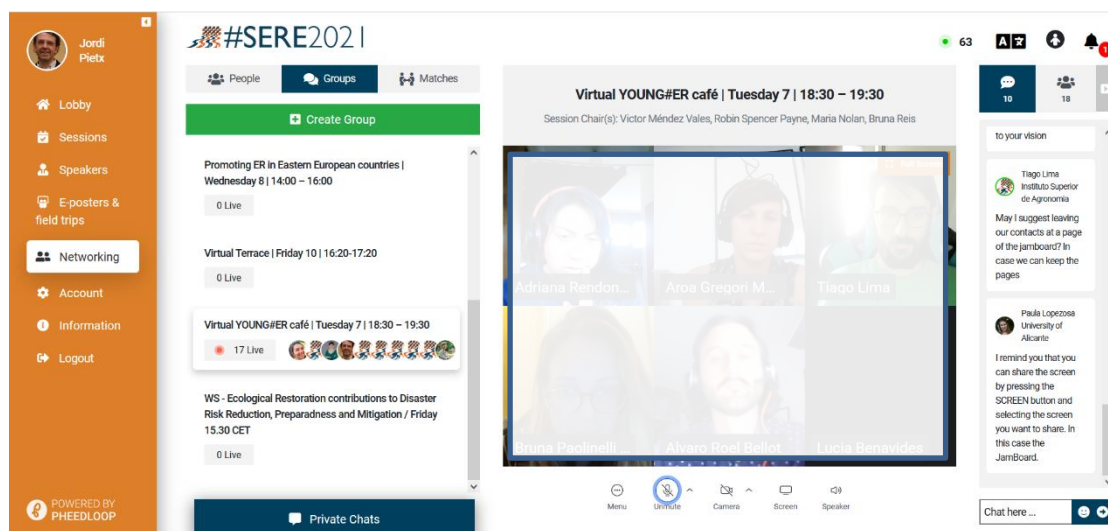 Jordi
Pietx
Lobby
Sessions
Speakers
E-posters &
field trips
Networking
Account
Information
Logout
POWERED BY
PHEEDLOOP
#SERE2021
People
Groups
Matches
Create Group
Promoting ER in Eastern European countries |
Wednesday 8 | 14:00 – 16:00
0 Live
Virtual Terrace | Friday 10 | 16:20-17:20
0 Live
Virtual YOUNG#ER café | Tuesday 7 | 18:30 – 19:30
17 Live
WS - Ecological Restoration contributions to Disaster
Risk Reduction, Preparadness and Mitigation / Friday
15.30 CET
0 Live
Private Chats
63
1
Virtual YOUNG#ER café | Tuesday 7 | 18:30 – 19:30
Session Chair(s): Victor Méndez Vales, Robin Spencer Payne, Maria Nolan, Bruna Reis
Adriana Rendon...
Aroa Gregori M...
Tiago Lima
Bruna Paolinelli
Alvaro Roel Bellot
Lucia Benavides
Menu
Unmute
Camera
Screen
Speaker
10
18
to your vision
Tiago Lima
Instituto Superior
de Agronomia
May I suggest leaving
our contacts at a page
of the jamboard? In
case we can keep the
pages
Paula Lopezosa
University of
Alicante
I remind you that you
can share the screen
by pressing the
SCREEN button and
selecting the screen
you want to share. In
this case the
JamBoard.
Chat here ...